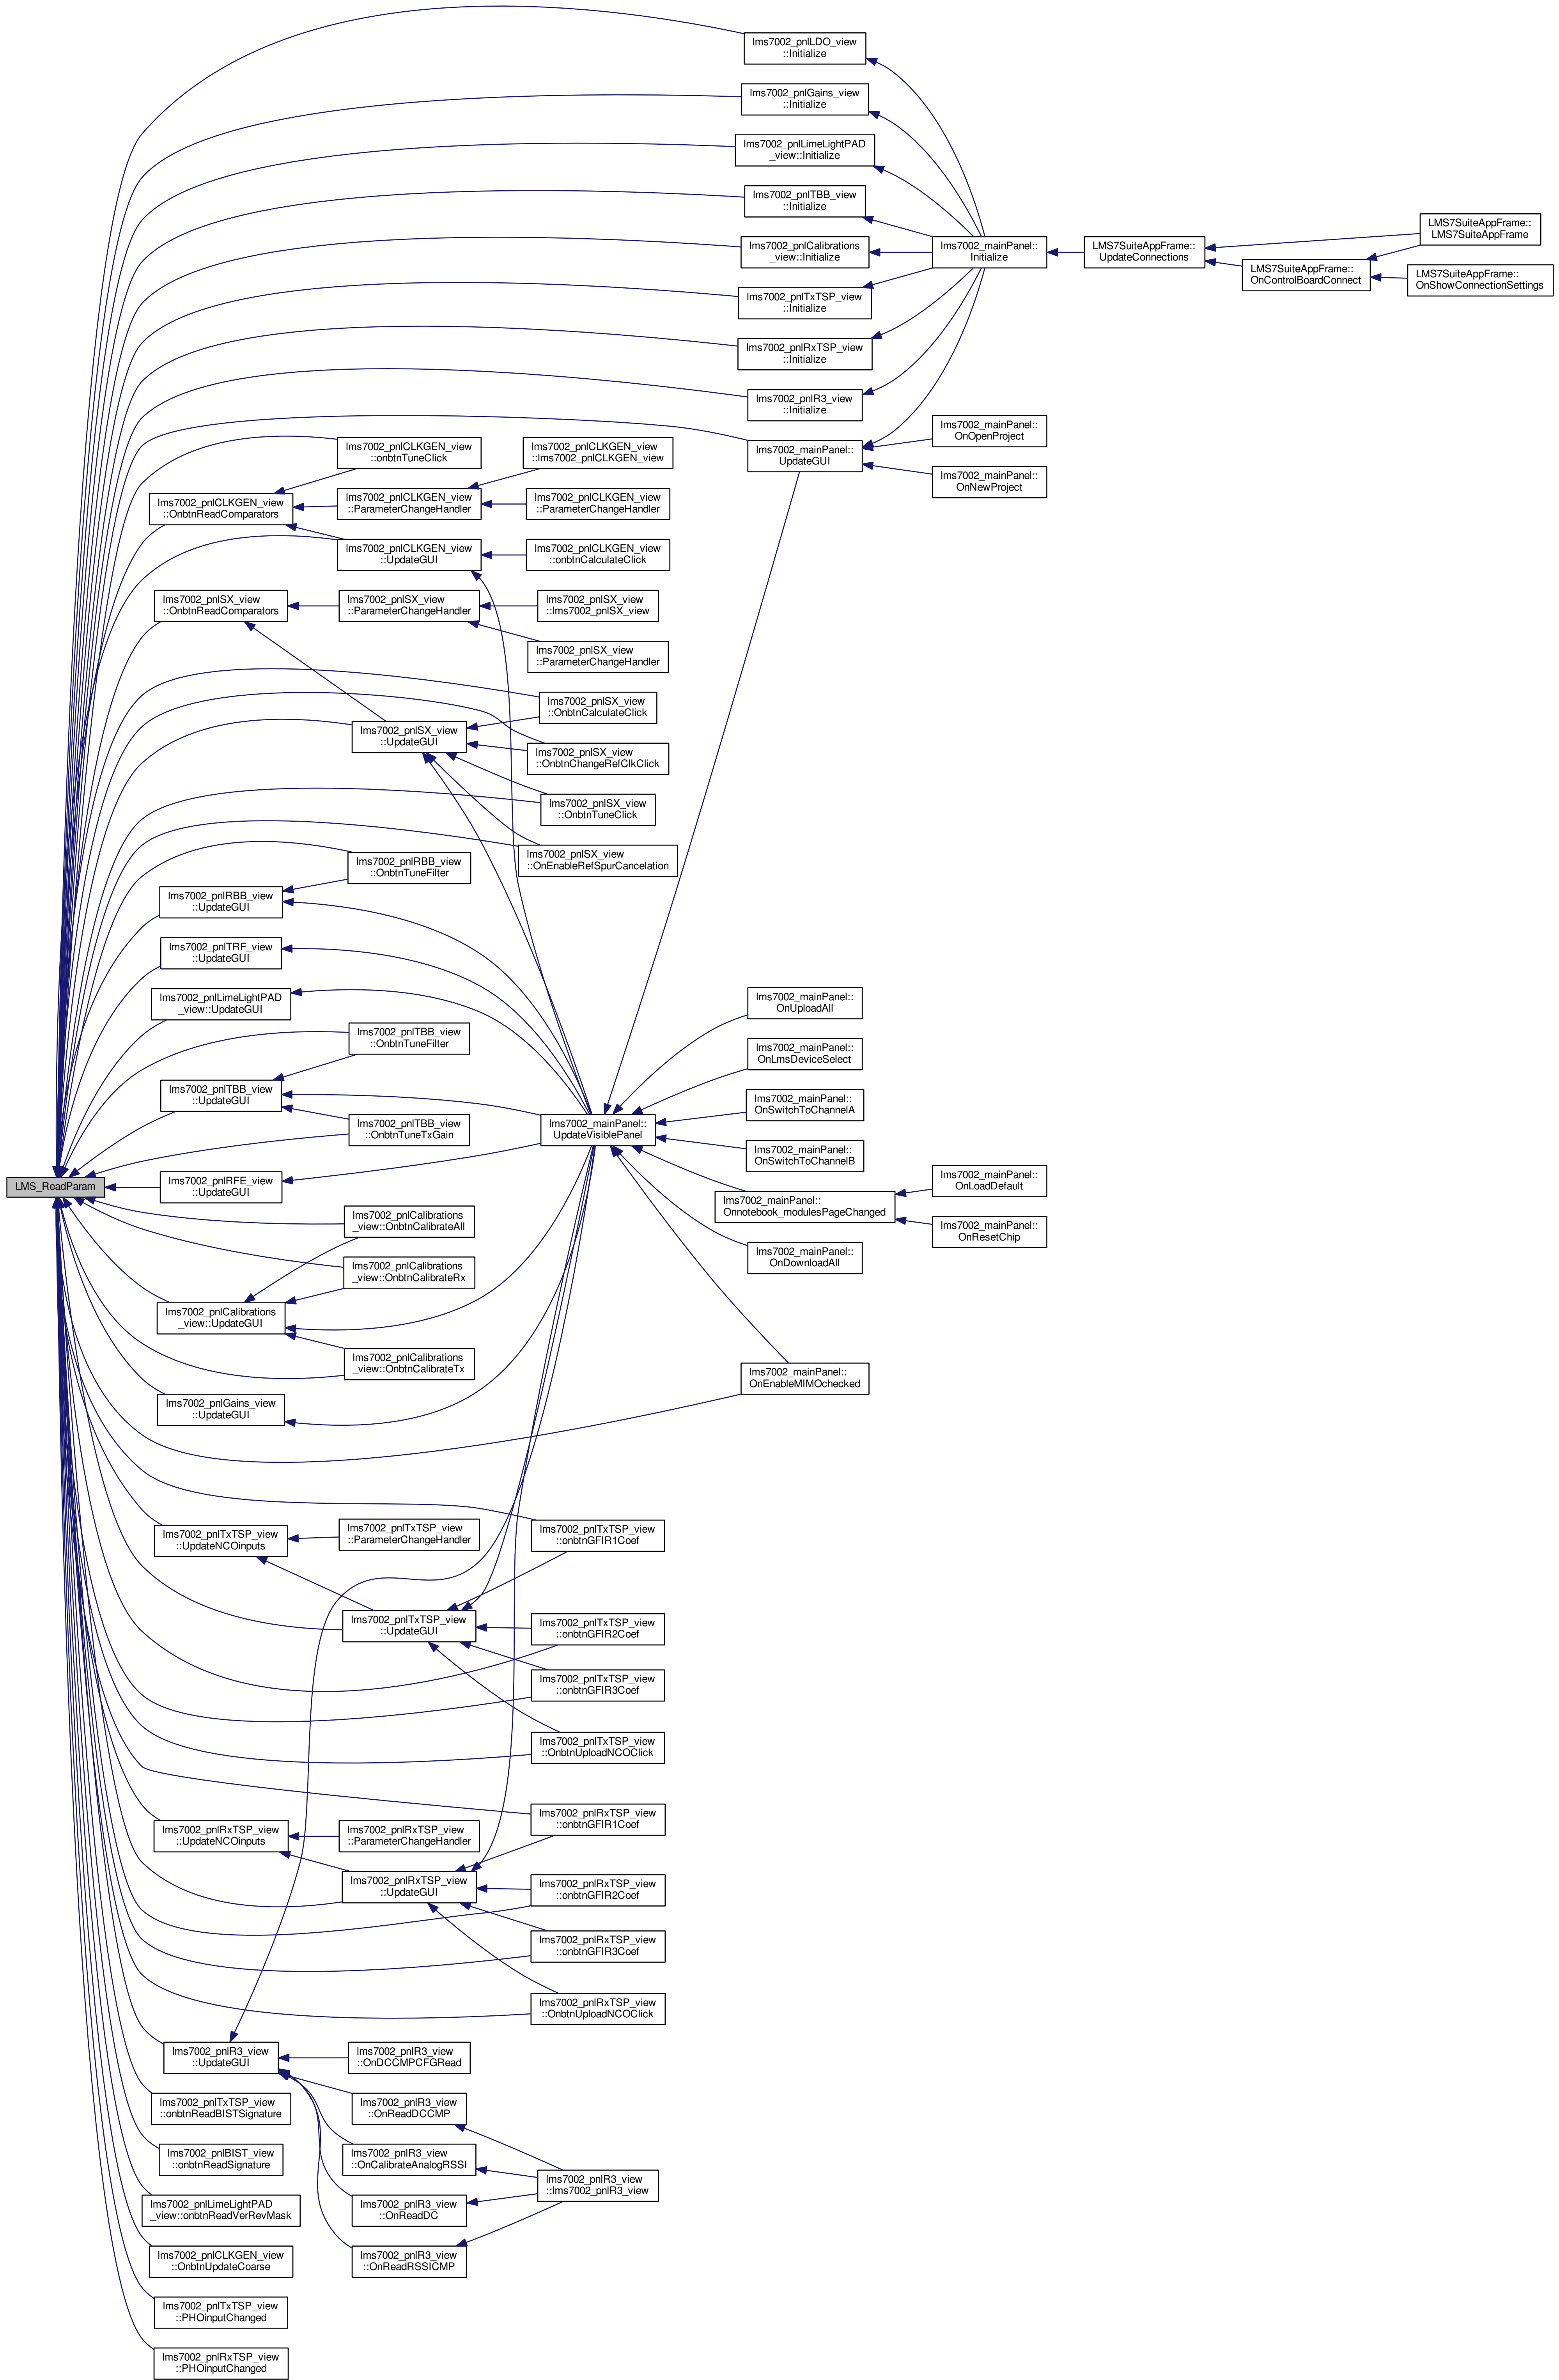 lms7002_pnlLDO_view
::Initialize
lms7002_pnlGains_view
::Initialize
lms7002_pnlLimeLightPAD
_view::Initialize
lms7002_pnlTBB_view
::Initialize
lms7002_pnlCalibrations
_view::Initialize
lms7002_mainPanel::
Initialize
LMS7SuiteAppFrame::
UpdateConnections
LMS7SuiteAppFrame::
LMS7SuiteAppFrame
LMS7SuiteAppFrame::
OnControlBoardConnect
LMS7SuiteAppFrame::
OnShowConnectionSettings
lms7002_pnlTxTSP_view
::Initialize
lms7002_pnlRxTSP_view
::Initialize
lms7002_pnlR3_view
::Initialize
lms7002_mainPanel::
UpdateGUI
lms7002_mainPanel::
OnOpenProject
lms7002_mainPanel::
OnNewProject
lms7002_pnlCLKGEN_view
::onbtnTuneClick
lms7002_pnlCLKGEN_view
::lms7002_pnlCLKGEN_view
lms7002_pnlCLKGEN_view
::OnbtnReadComparators
lms7002_pnlCLKGEN_view
::ParameterChangeHandler
lms7002_pnlCLKGEN_view
::ParameterChangeHandler
lms7002_pnlCLKGEN_view
::UpdateGUI
lms7002_pnlCLKGEN_view
::onbtnCalculateClick
lms7002_pnlSX_view
::OnbtnReadComparators
lms7002_pnlSX_view
::ParameterChangeHandler
lms7002_pnlSX_view
::lms7002_pnlSX_view
lms7002_pnlSX_view
::ParameterChangeHandler
lms7002_pnlSX_view
::OnbtnCalculateClick
lms7002_pnlSX_view
::UpdateGUI
lms7002_pnlSX_view
::OnbtnChangeRefClkClick
lms7002_pnlSX_view
::OnbtnTuneClick
lms7002_pnlSX_view
::OnEnableRefSpurCancelation
lms7002_pnlRBB_view
::OnbtnTuneFilter
lms7002_pnlRBB_view
::UpdateGUI
lms7002_pnlTRF_view
::UpdateGUI
lms7002_pnlLimeLightPAD
_view::UpdateGUI
lms7002_pnlTBB_view
::OnbtnTuneFilter
lms7002_pnlTBB_view
::UpdateGUI
lms7002_pnlTBB_view
::OnbtnTuneTxGain
lms7002_mainPanel::
UpdateVisiblePanel
lms7002_mainPanel::
OnUploadAll
lms7002_mainPanel::
OnLmsDeviceSelect
lms7002_mainPanel::
OnSwitchToChannelA
lms7002_mainPanel::
OnSwitchToChannelB
lms7002_mainPanel::
Onnotebook_modulesPageChanged
lms7002_mainPanel::
OnLoadDefault
lms7002_mainPanel::
OnResetChip
lms7002_mainPanel::
OnDownloadAll
lms7002_mainPanel::
OnEnableMIMOchecked
LMS_ReadParam
lms7002_pnlRFE_view
::UpdateGUI
lms7002_pnlCalibrations
_view::OnbtnCalibrateAll
lms7002_pnlCalibrations
_view::OnbtnCalibrateRx
lms7002_pnlCalibrations
_view::UpdateGUI
lms7002_pnlCalibrations
_view::OnbtnCalibrateTx
lms7002_pnlGains_view
::UpdateGUI
lms7002_pnlTxTSP_view
::UpdateNCOinputs
lms7002_pnlTxTSP_view
::ParameterChangeHandler
lms7002_pnlTxTSP_view
::onbtnGFIR1Coef
lms7002_pnlTxTSP_view
::UpdateGUI
lms7002_pnlTxTSP_view
::onbtnGFIR2Coef
lms7002_pnlTxTSP_view
::onbtnGFIR3Coef
lms7002_pnlTxTSP_view
::OnbtnUploadNCOClick
lms7002_pnlRxTSP_view
::UpdateNCOinputs
lms7002_pnlRxTSP_view
::ParameterChangeHandler
lms7002_pnlRxTSP_view
::onbtnGFIR1Coef
lms7002_pnlRxTSP_view
::UpdateGUI
lms7002_pnlRxTSP_view
::onbtnGFIR2Coef
lms7002_pnlRxTSP_view
::onbtnGFIR3Coef
lms7002_pnlRxTSP_view
::OnbtnUploadNCOClick
lms7002_pnlR3_view
::UpdateGUI
lms7002_pnlR3_view
::OnDCCMPCFGRead
lms7002_pnlR3_view
::OnReadDCCMP
lms7002_pnlR3_view
::OnCalibrateAnalogRSSI
lms7002_pnlR3_view
::OnReadDC
lms7002_pnlR3_view
::OnReadRSSICMP
lms7002_pnlR3_view
::lms7002_pnlR3_view
lms7002_pnlTxTSP_view
::onbtnReadBISTSignature
lms7002_pnlBIST_view
::onbtnReadSignature
lms7002_pnlLimeLightPAD
_view::onbtnReadVerRevMask
lms7002_pnlCLKGEN_view
::OnbtnUpdateCoarse
lms7002_pnlTxTSP_view
::PHOinputChanged
lms7002_pnlRxTSP_view
::PHOinputChanged